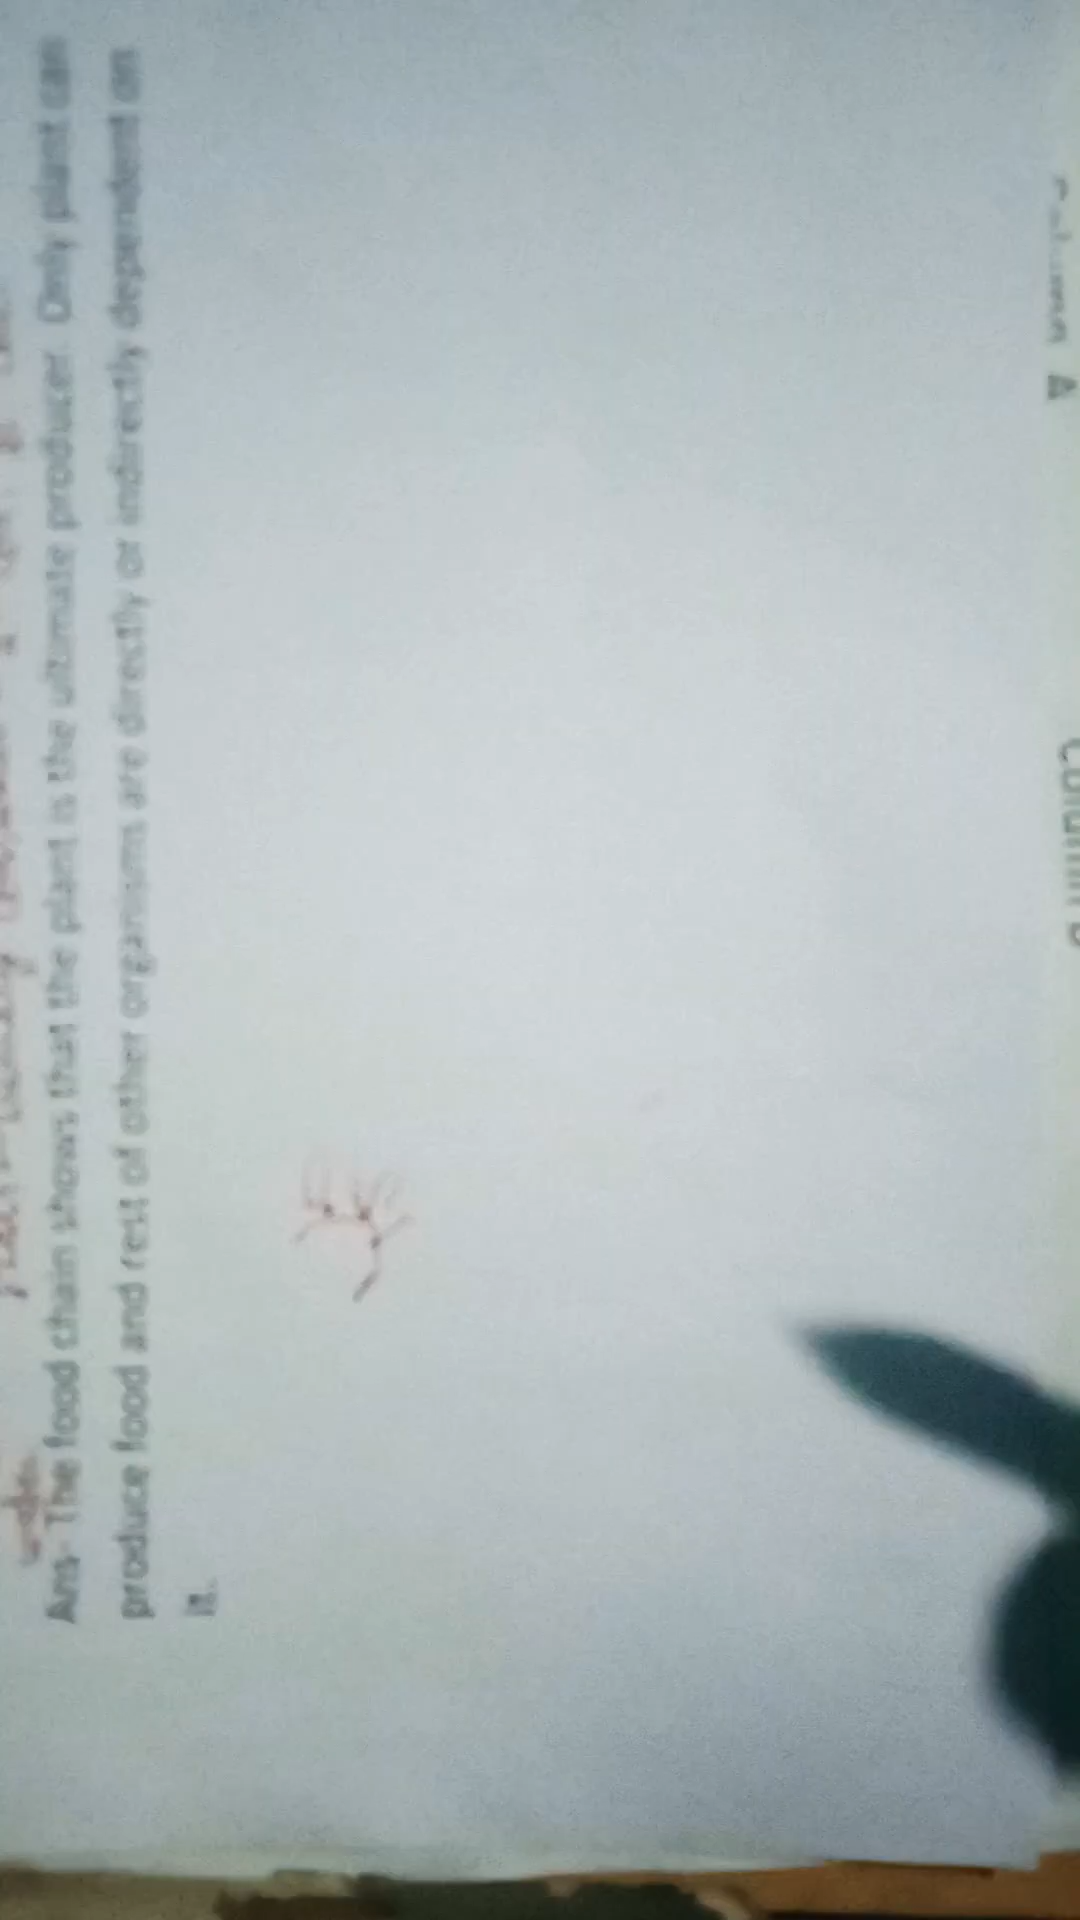 Ans- The food chain shows that the plant is the ultimate producer. Only plant can
produce food and rest of other organisms are directly or indirectly dependent on
it.
A
Column B